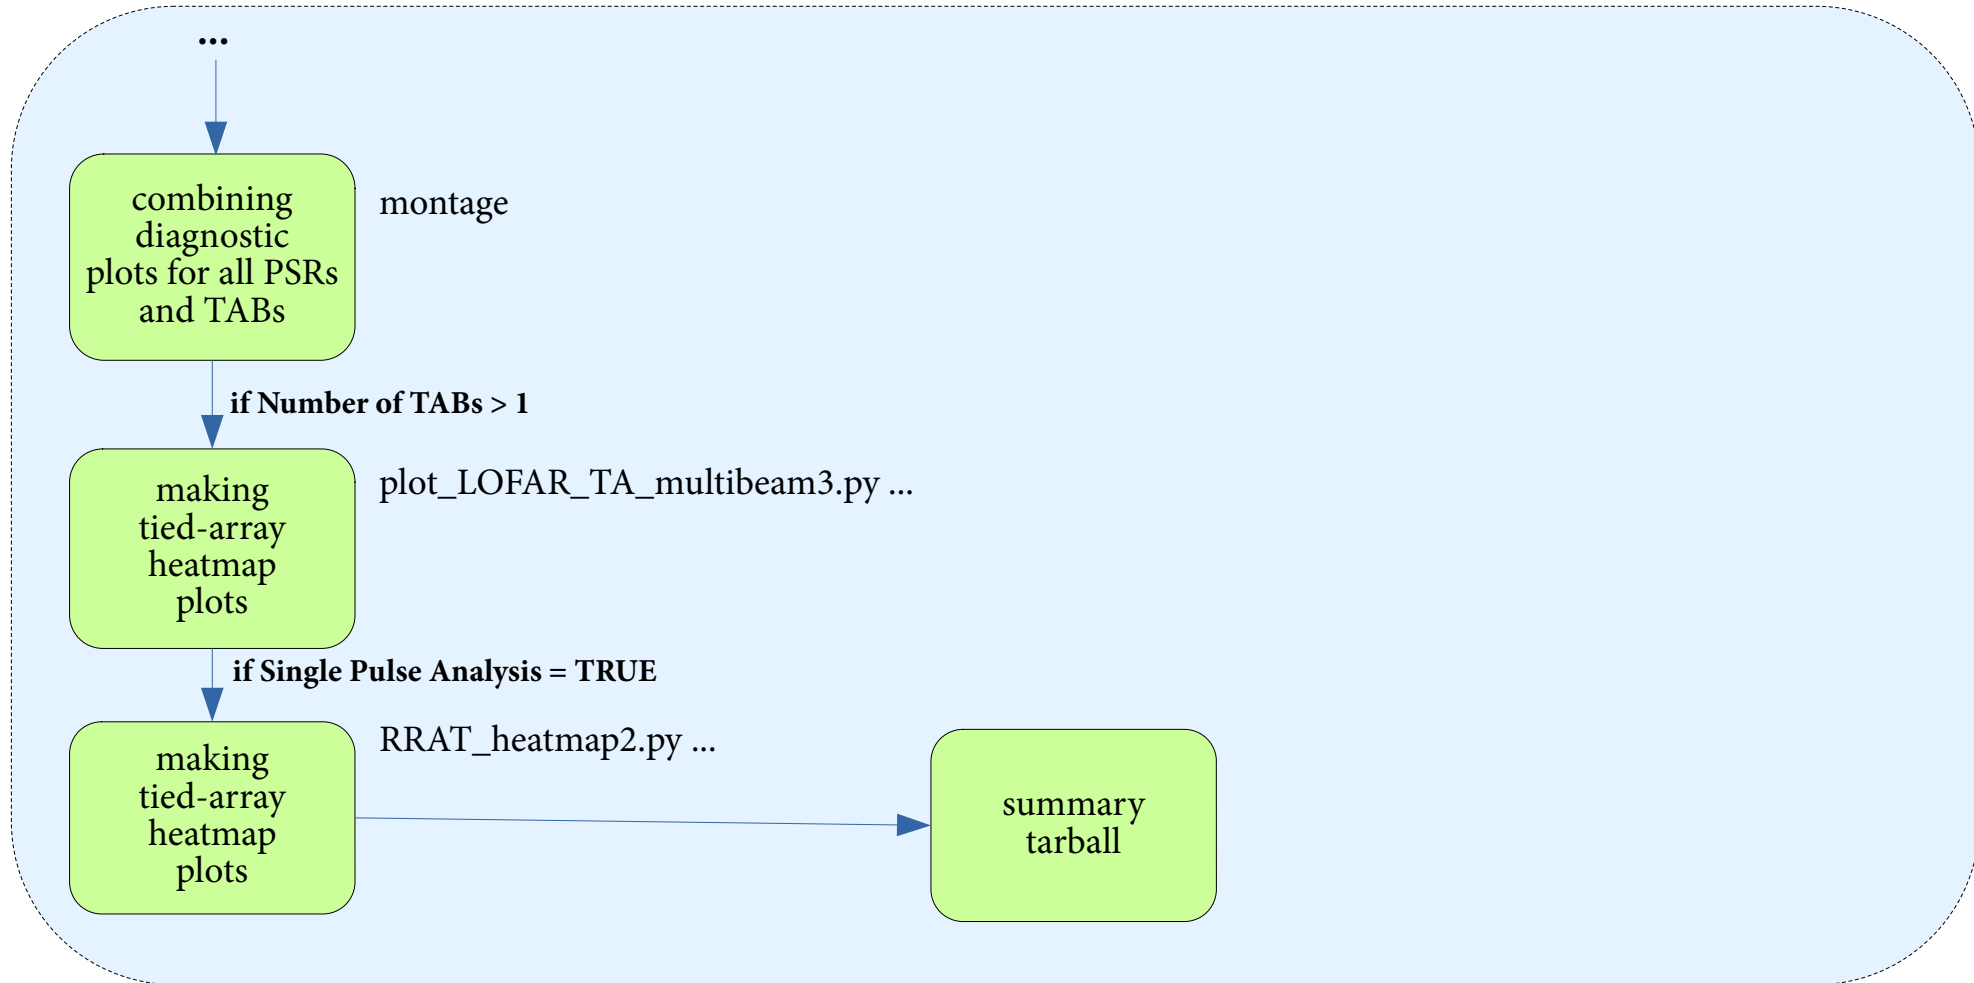 ...
combining
diagnostic
plots for all PSRs
and TABs
montage
if Number of TABs > 1
making
tied-array
heatmap
plots
plot_LOFAR_TA_multibeam3.py ...
if Single Pulse Analysis = TRUE
making
tied-array
heatmap
plots
RRAT_heatmap2.py ...
summary
tarball